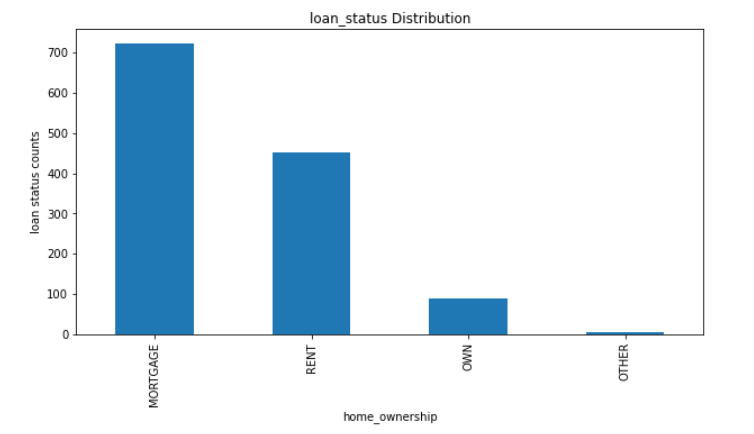 loan_status Distribution
loan status counts
700
600
500
400
300
200
100
0
MORTGAGE
RENT
OWN
OTHER
home_ownership